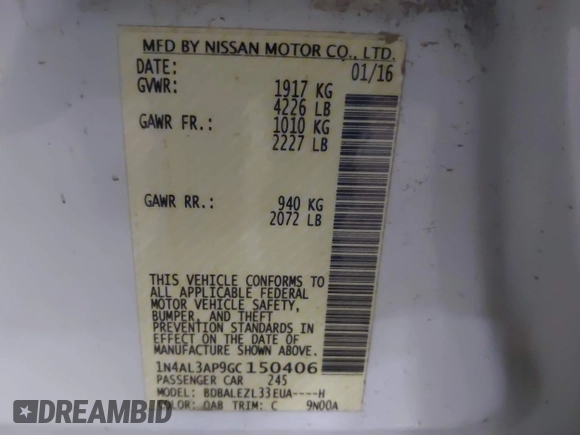 MFD BY NISSAN MOTOR CO., LTD.
DATE: 01/16
GVWR: 1917 KG
4226 LB
GAWR FR.: 1010 KG
2227 LB
GAWR RR.: 940 KG
2072 LB
THIS VEHICLE CONFORMS TO
ALL APPLICABLE FEDERAL
MOTOR VEHICLE SAFETY,
BUMPER, AND THEFT
PREVENTION STANDARDS IN
EFFECT ON THE DATE OF
MANUFACTURE SHOWN ABOVE.
1N4AL3AP9GC150406
PASSENGER CAR 245
MODEL: BDBALEZL33EUA----H
COLOR: QAB TRIM: C 9N00A
DREAMBID